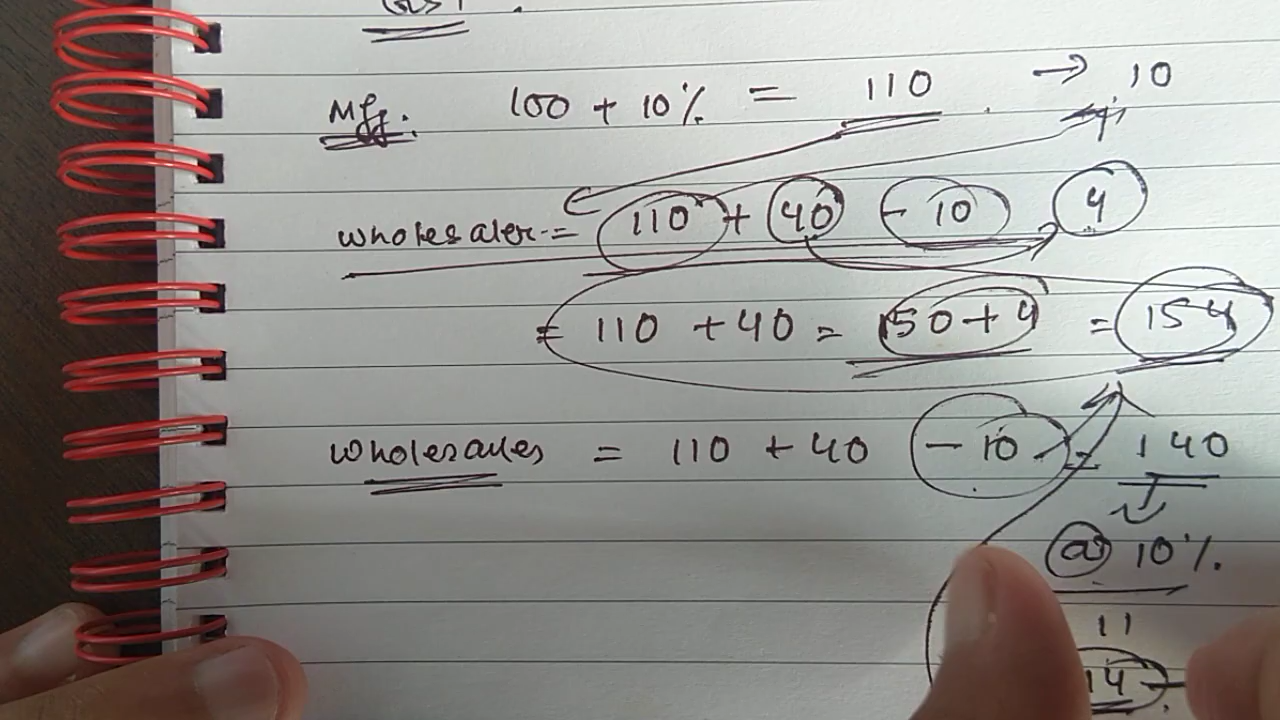 Mfg. 100 + 10% = 110 → 10
wholesaler = 110 + 40 - 10 4
= 110 + 40 = 150 + 4 = 154
wholesales = 110 + 40 - 10 = 140
@ 10%.
11
14